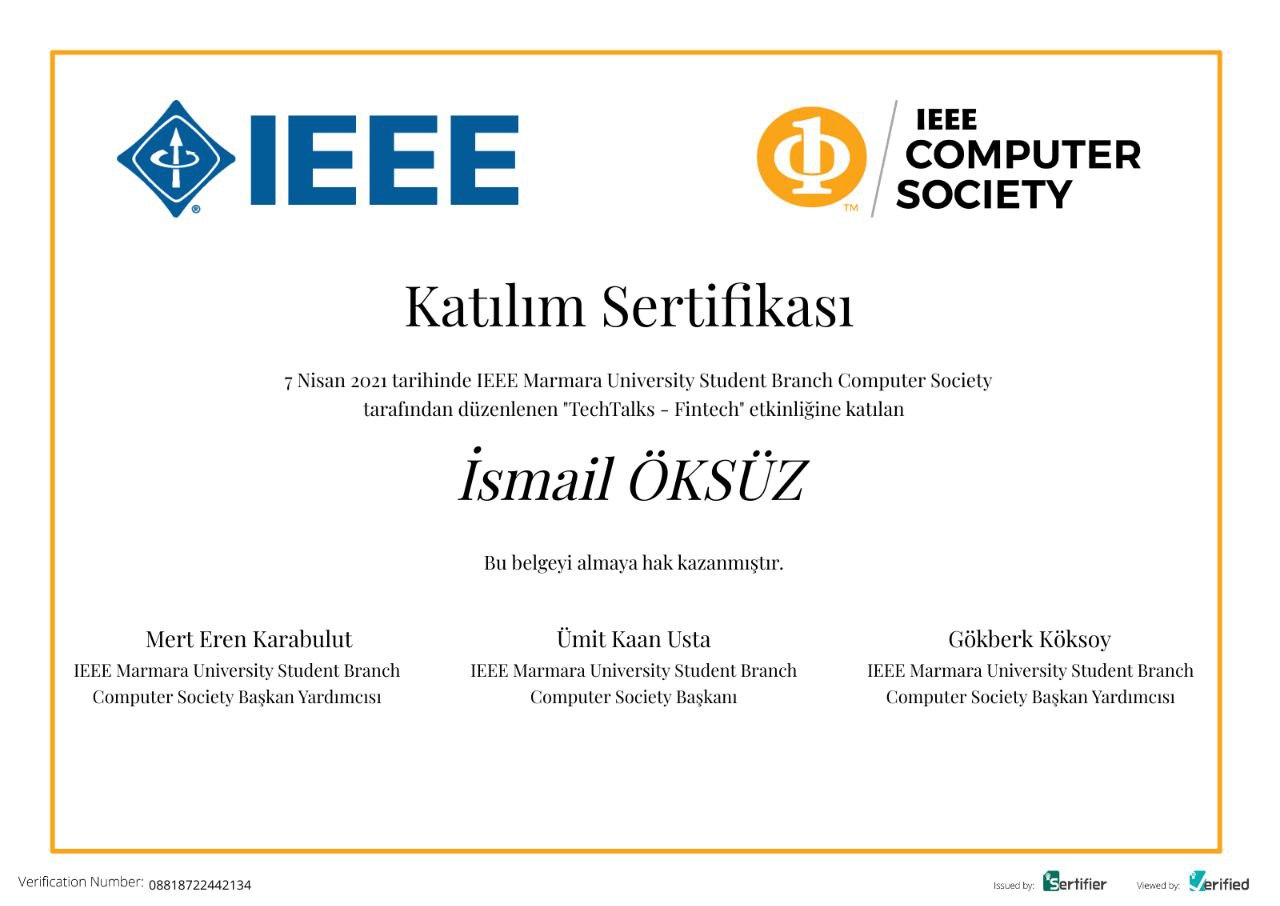 IEEE
IEEE
COMPUTER
SOCIETY
TM
Katılım Sertifikası
7 Nisan 2021 tarihinde IEEE Marmara University Student Branch Computer Society
tarafından düzenlenen "TechTalks - Fintech" etkinliğine katılan
İsmail ÖKSÜZ
Bu belgeyi almaya hak kazanmıştır.
Mert Eren Karabulut
IEEE Marmara University Student Branch
Computer Society Başkan Yardımcısı
Ümit Kaan Usta
IEEE Marmara University Student Branch
Computer Society Başkanı
Gökberk Köksoy
IEEE Marmara University Student Branch
Computer Society Başkan Yardımcısı
Verification Number: 08818722442134
Issued by: Sertifier
Viewed by: Verified